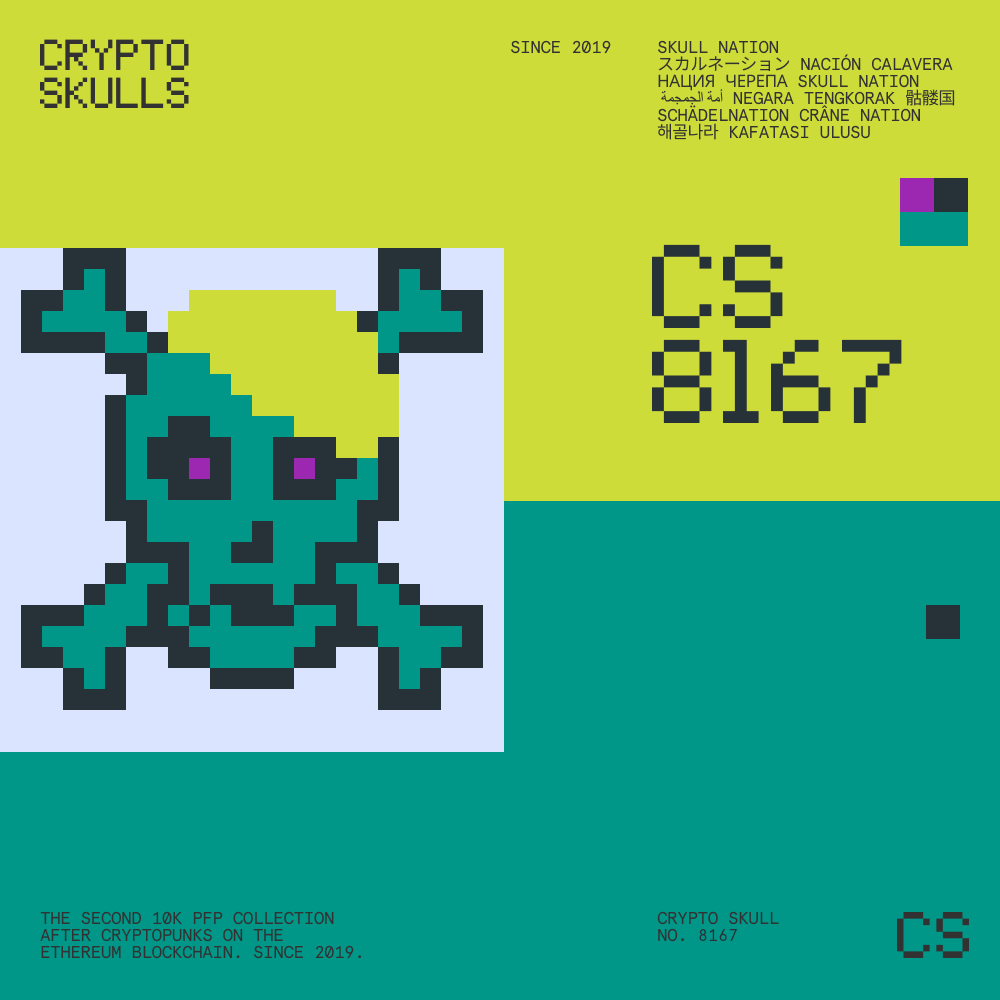 CRYPTO
SKULLS
SINCE 2019
SKULL NATION
スカルネーション NACIÓN CALAVERA
НАЦИЯ ЧЕРЕПА SKULL NATION
أمة الجمجمة NEGARA TENGKORAK 骷髅国
SCHÄDELNATION CRÂNE NATION
해골나라 KAFATASI ULUSU
CS
8167
THE SECOND 10K PFP COLLECTION
AFTER CRYPTOPUNKS ON THE
ETHEREUM BLOCKCHAIN. SINCE 2019.
CRYPTO SKULL
NO. 8167
CS